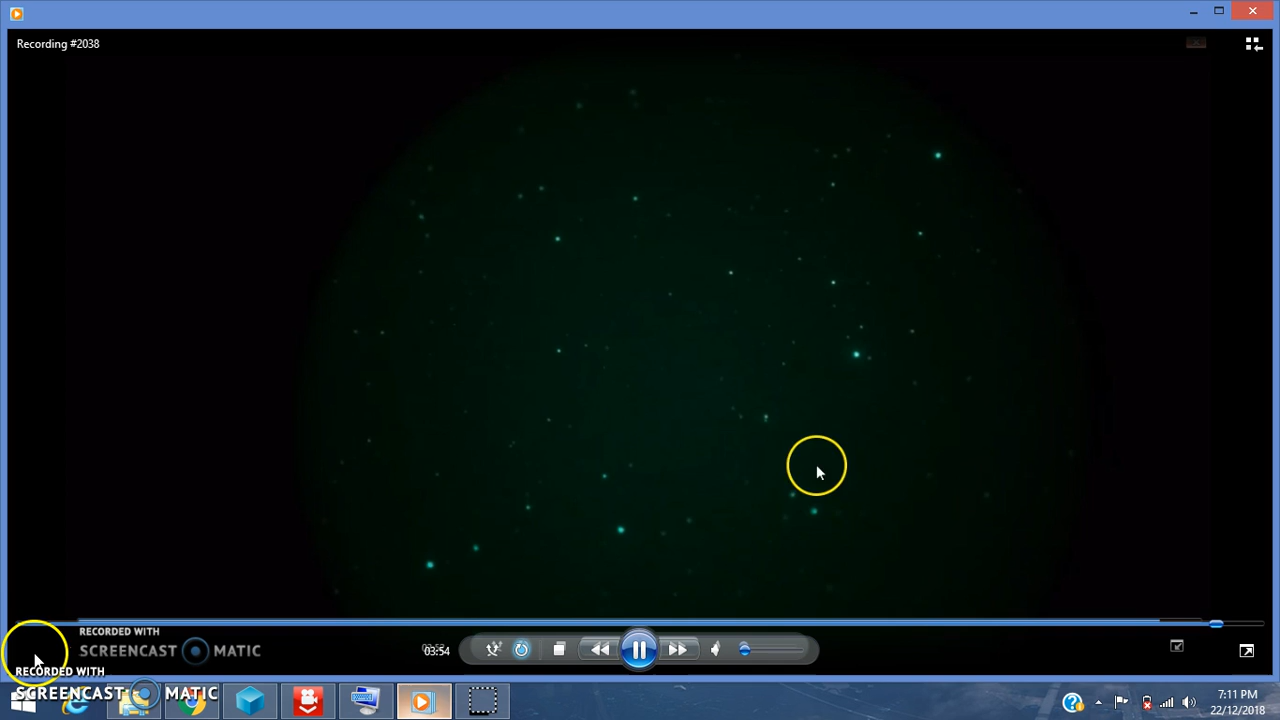 Recording #2038
RECORDED WITH
SCREENCAST MATIC
03:54
RECORDED WITH
SCREENCAST MATIC
7:11 PM
22/12/2018